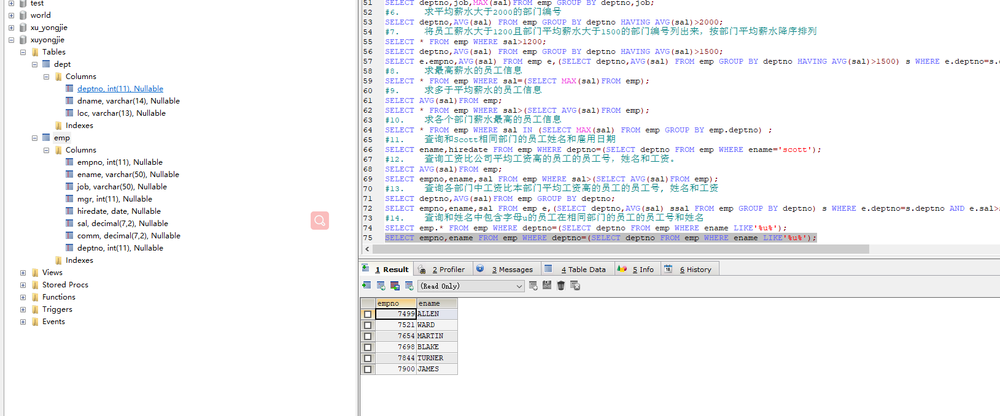 test
world
xu_yongjie
xuyongjie
Tables
dept
Columns
deptno, int(11), Nullable
dname, varchar(14), Nullable
loc, varchar(13), Nullable
Indexes
emp
Columns
empno, int(11), Nullable
ename, varchar(50), Nullable
job, varchar(50), Nullable
mgr, int(11), Nullable
hiredate, date, Nullable
sal, decimal(7,2), Nullable
comm, decimal(7,2), Nullable
deptno, int(11), Nullable
Indexes
Views
Stored Procs
Functions
Triggers
Events
51 SELECT deptno,job,MAX(sal)FROM emp GROUP BY deptno,job;
52 #6. 求平均薪水大于2000的部门编号
53 SELECT deptno,AVG(sal) FROM emp GROUP BY deptno HAVING AVG(sal)>2000;
54 #7. 将员工薪水大于1200且部门平均薪水大于1500的部门编号列出来，按部门平均薪水降序排列
55 SELECT * FROM emp WHERE sal>1200;
56 SELECT deptno,AVG(sal) FROM emp GROUP BY deptno HAVING AVG(sal)>1500;
57 SELECT e.empno,AVG(sal) FROM emp e,(SELECT deptno,AVG(sal) FROM emp GROUP BY deptno HAVING AVG(sal)>1500) s WHERE e.deptno=s.
58 #8. 求最高薪水的员工信息
59 SELECT * FROM emp WHERE sal=(SELECT MAX(sal)FROM emp);
60 #9. 求多于平均薪水的员工信息
61 SELECT AVG(sal)FROM emp;
62 SELECT * FROM emp WHERE sal>(SELECT AVG(sal)FROM emp);
63 #10. 求各个部门薪水最高的员工信息
64 SELECT * FROM emp WHERE sal IN (SELECT MAX(sal) FROM emp GROUP BY emp.deptno) ;
65 #11. 查询和Scott相同部门的员工姓名和雇用日期
66 SELECT ename,hiredate FROM emp WHERE deptno=(SELECT deptno FROM emp WHERE ename='scott');
67 #12. 查询工资比公司平均工资高的员工的员工号，姓名和工资。
68 SELECT AVG(sal)FROM emp;
69 SELECT empno,ename,sal FROM emp WHERE sal>(SELECT AVG(sal)FROM emp);
70 #13. 查询各部门中工资比本部门平均工资高的员工的员工号, 姓名和工资
71 SELECT deptno,AVG(sal)FROM emp GROUP BY deptno;
72 SELECT empno,ename,sal FROM emp e,(SELECT deptno,AVG(sal) ssal FROM emp GROUP BY deptno) s WHERE e.deptno=s.deptno AND e.sal>
73 #14. 查询和姓名中包含字母u的员工在相同部门的员工的员工号和姓名
74 SELECT emp.* FROM emp WHERE deptno=(SELECT deptno FROM emp WHERE ename LIKE'%u%');
75 SELECT empno,ename FROM emp WHERE deptno=(SELECT deptno FROM emp WHERE ename LIKE'%u%');
1 Result 2 Profiler 3 Messages 4 Table Data 5 Info 6 History
(Read Only)
empno ename
7499 ALLEN
7521 WARD
7654 MARTIN
7698 BLAKE
7844 TURNER
7900 JAMES